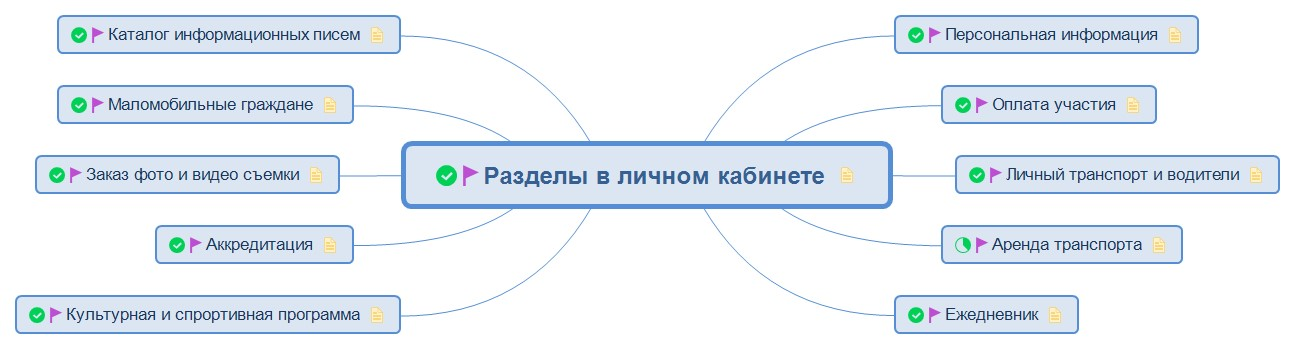 Каталог информационных писем
Персональная информация
Маломобильные граждане
Оплата участия
Заказ фото и видео съемки
Разделы в личном кабинете
Личный транспорт и водители
Аккредитация
Аренда транспорта
Культурная и спрортивная программа
Ежедневник